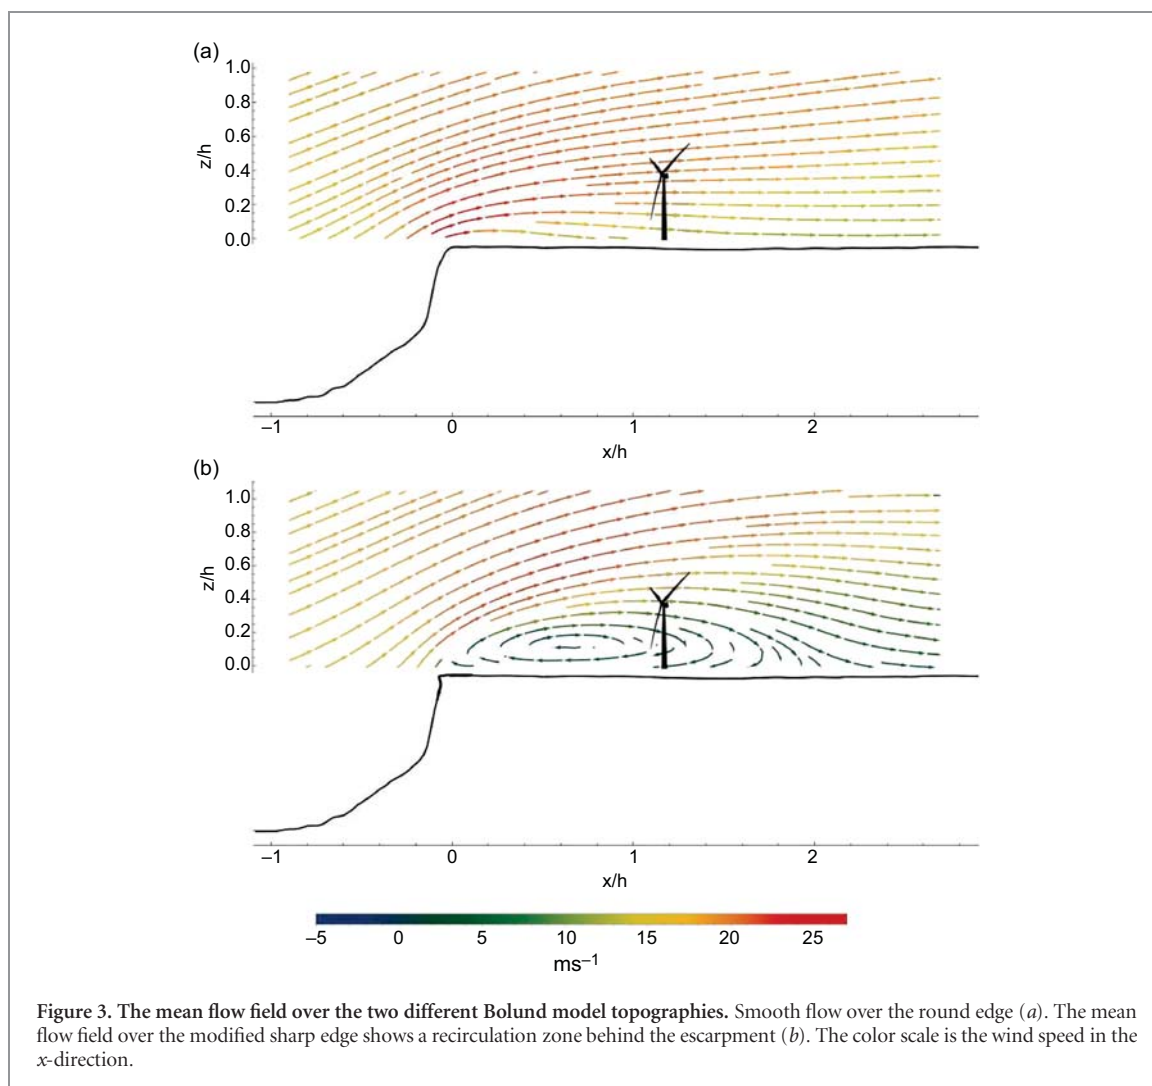 (a)
1.0
0.8
0.6
0.4
0.2
0.0
z/h
–1 0 1 2
x/h
(b)
1.0
0.8
0.6
0.4
0.2
0.0
z/h
–1 0 1 2
x/h
–5 0 5 10 15 20 25
ms⁻¹
Figure 3. The mean flow field over the two different Bolund model topographies. Smooth flow over the round edge (a). The mean
flow field over the modified sharp edge shows a recirculation zone behind the escarpment (b). The color scale is the wind speed in the
x-direction.